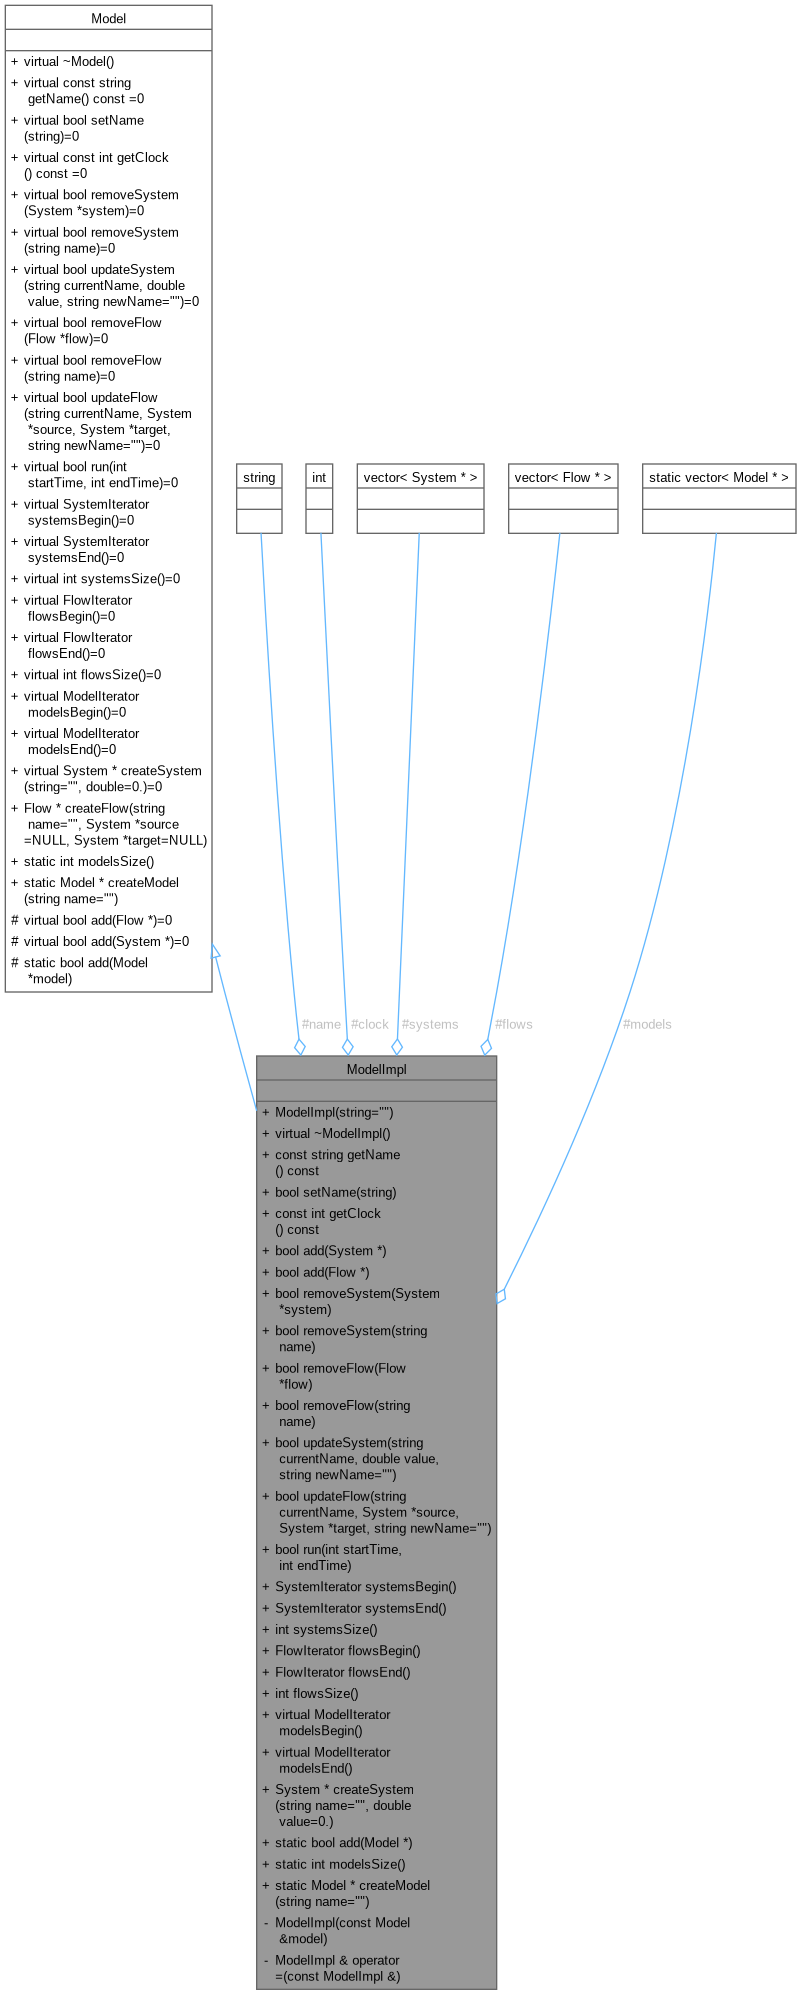 Model
+ virtual ~Model()
+ virtual const string
getName() const =0
+ virtual bool setName
(string)=0
+ virtual const int getClock
() const =0
+ virtual bool removeSystem
(System *system)=0
+ virtual bool removeSystem
(string name)=0
+ virtual bool updateSystem
(string currentName, double
value, string newName="")=0
+ virtual bool removeFlow
(Flow *flow)=0
+ virtual bool removeFlow
(string name)=0
+ virtual bool updateFlow
(string currentName, System
*source, System *target,
string newName="")=0
+ virtual bool run(int
startTime, int endTime)=0
+ virtual SystemIterator
systemsBegin()=0
+ virtual SystemIterator
systemsEnd()=0
+ virtual int systemsSize()=0
+ virtual FlowIterator
flowsBegin()=0
+ virtual FlowIterator
flowsEnd()=0
+ virtual int flowsSize()=0
+ virtual ModelIterator
modelsBegin()=0
+ virtual ModelIterator
modelsEnd()=0
+ virtual System * createSystem
(string="", double=0.)=0
+ Flow * createFlow(string
name="", System *source
=NULL, System *target=NULL)
+ static int modelsSize()
+ static Model * createModel
(string name="")
# virtual bool add(Flow *)=0
# virtual bool add(System *)=0
# static bool add(Model
*model)
string
int
vector< System * >
vector< Flow * >
static vector< Model * >
#name
#clock
#systems
#flows
#models
ModelImpl
+ ModelImpl(string="")
+ virtual ~ModelImpl()
+ const string getName
() const
+ bool setName(string)
+ const int getClock
() const
+ bool add(System *)
+ bool add(Flow *)
+ bool removeSystem(System
*system)
+ bool removeSystem(string
name)
+ bool removeFlow(Flow
*flow)
+ bool removeFlow(string
name)
+ bool updateSystem(string
currentName, double value,
string newName="")
+ bool updateFlow(string
currentName, System *source,
System *target, string newName="")
+ bool run(int startTime,
int endTime)
+ SystemIterator systemsBegin()
+ SystemIterator systemsEnd()
+ int systemsSize()
+ FlowIterator flowsBegin()
+ FlowIterator flowsEnd()
+ int flowsSize()
+ virtual ModelIterator
modelsBegin()
+ virtual ModelIterator
modelsEnd()
+ System * createSystem
(string name="", double
value=0.)
+ static bool add(Model *)
+ static int modelsSize()
+ static Model * createModel
(string name="")
- ModelImpl(const Model
&model)
- ModelImpl & operator
=(const ModelImpl &)